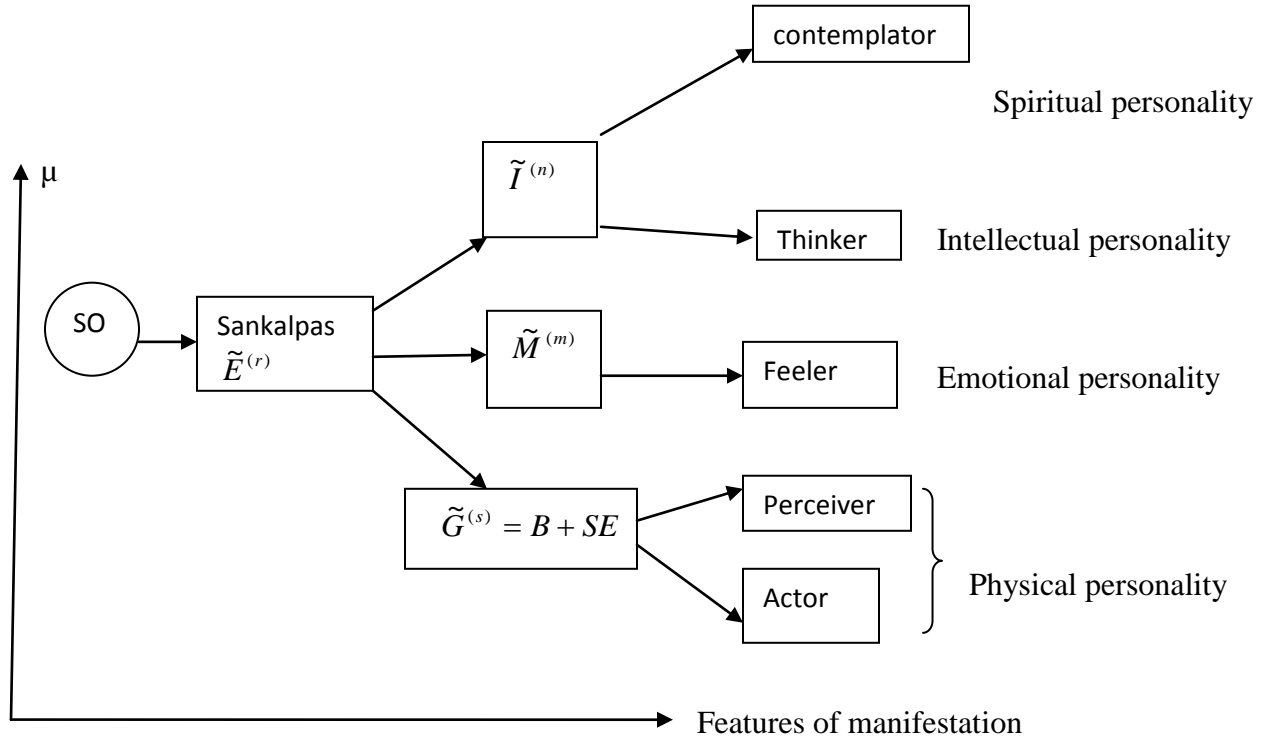 contemplator
Spiritual personality
μ
Ĩ⁽ⁿ⁾
Thinker
Intellectual personality
SO
Sankalpas
Ẽ⁽ʳ⁾
M̃⁽ᵐ⁾
Feeler
Emotional personality
G̃⁽ˢ⁾ = B + SE
Perceiver
Actor
Physical personality
Features of manifestation